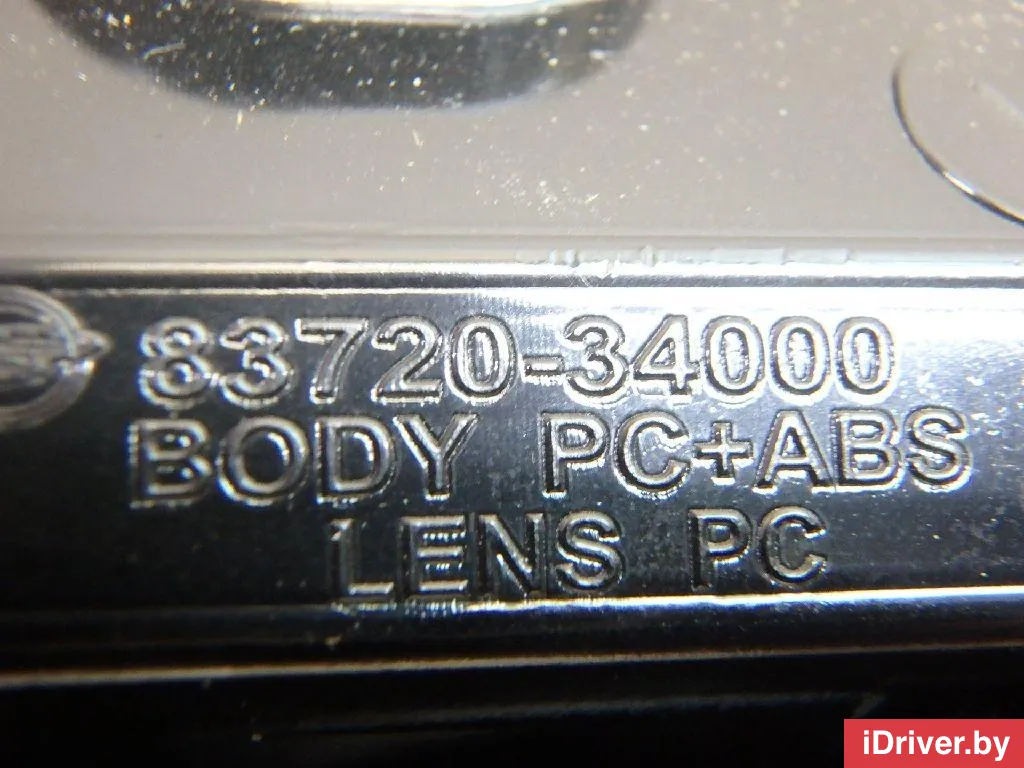 83720-34000
BODY PC+ABS
LENS PC
iDriver.by